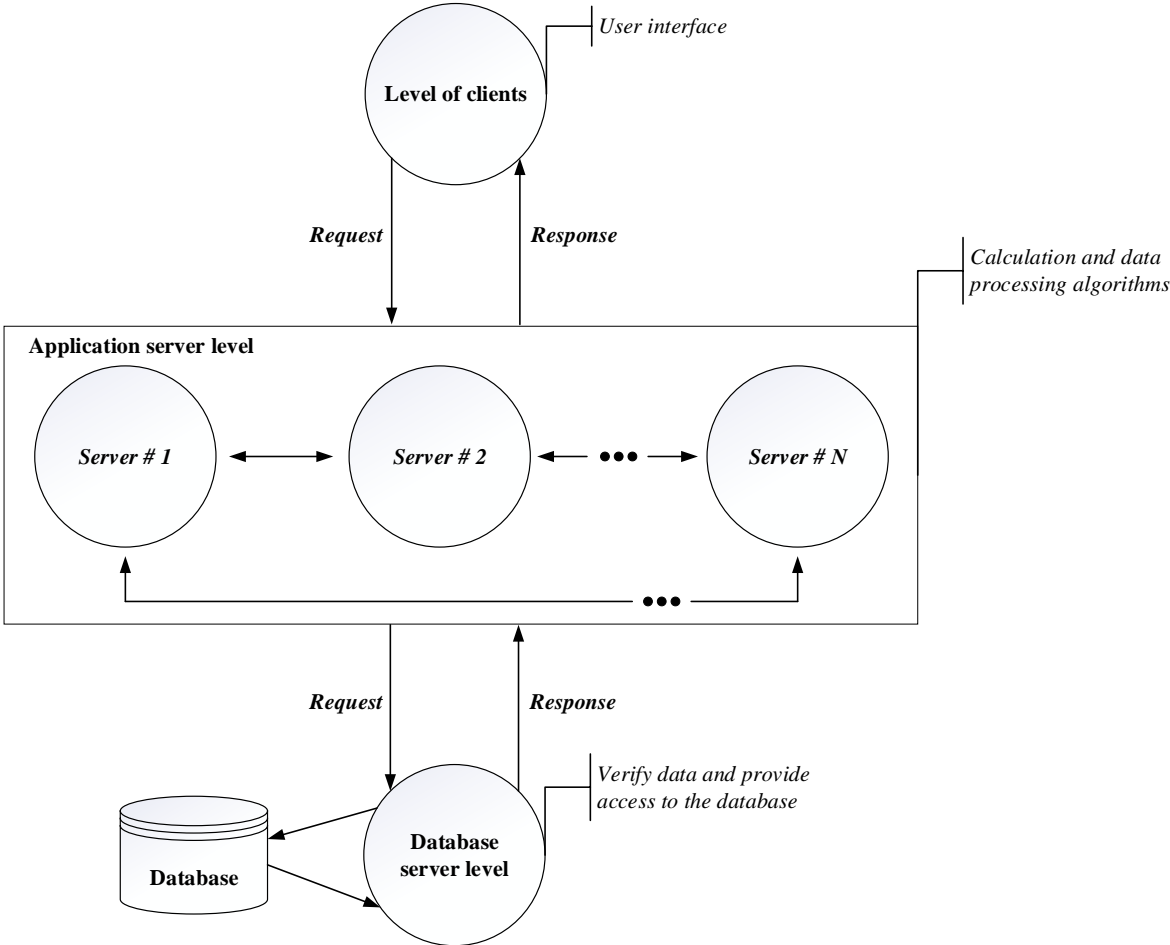 User interface
Level of clients
Request
Response
Calculation and data
processing algorithms
Application server level
Server # 1
Server # 2
Server # N
Request
Response
Verify data and provide
access to the database
Database
server level
Database